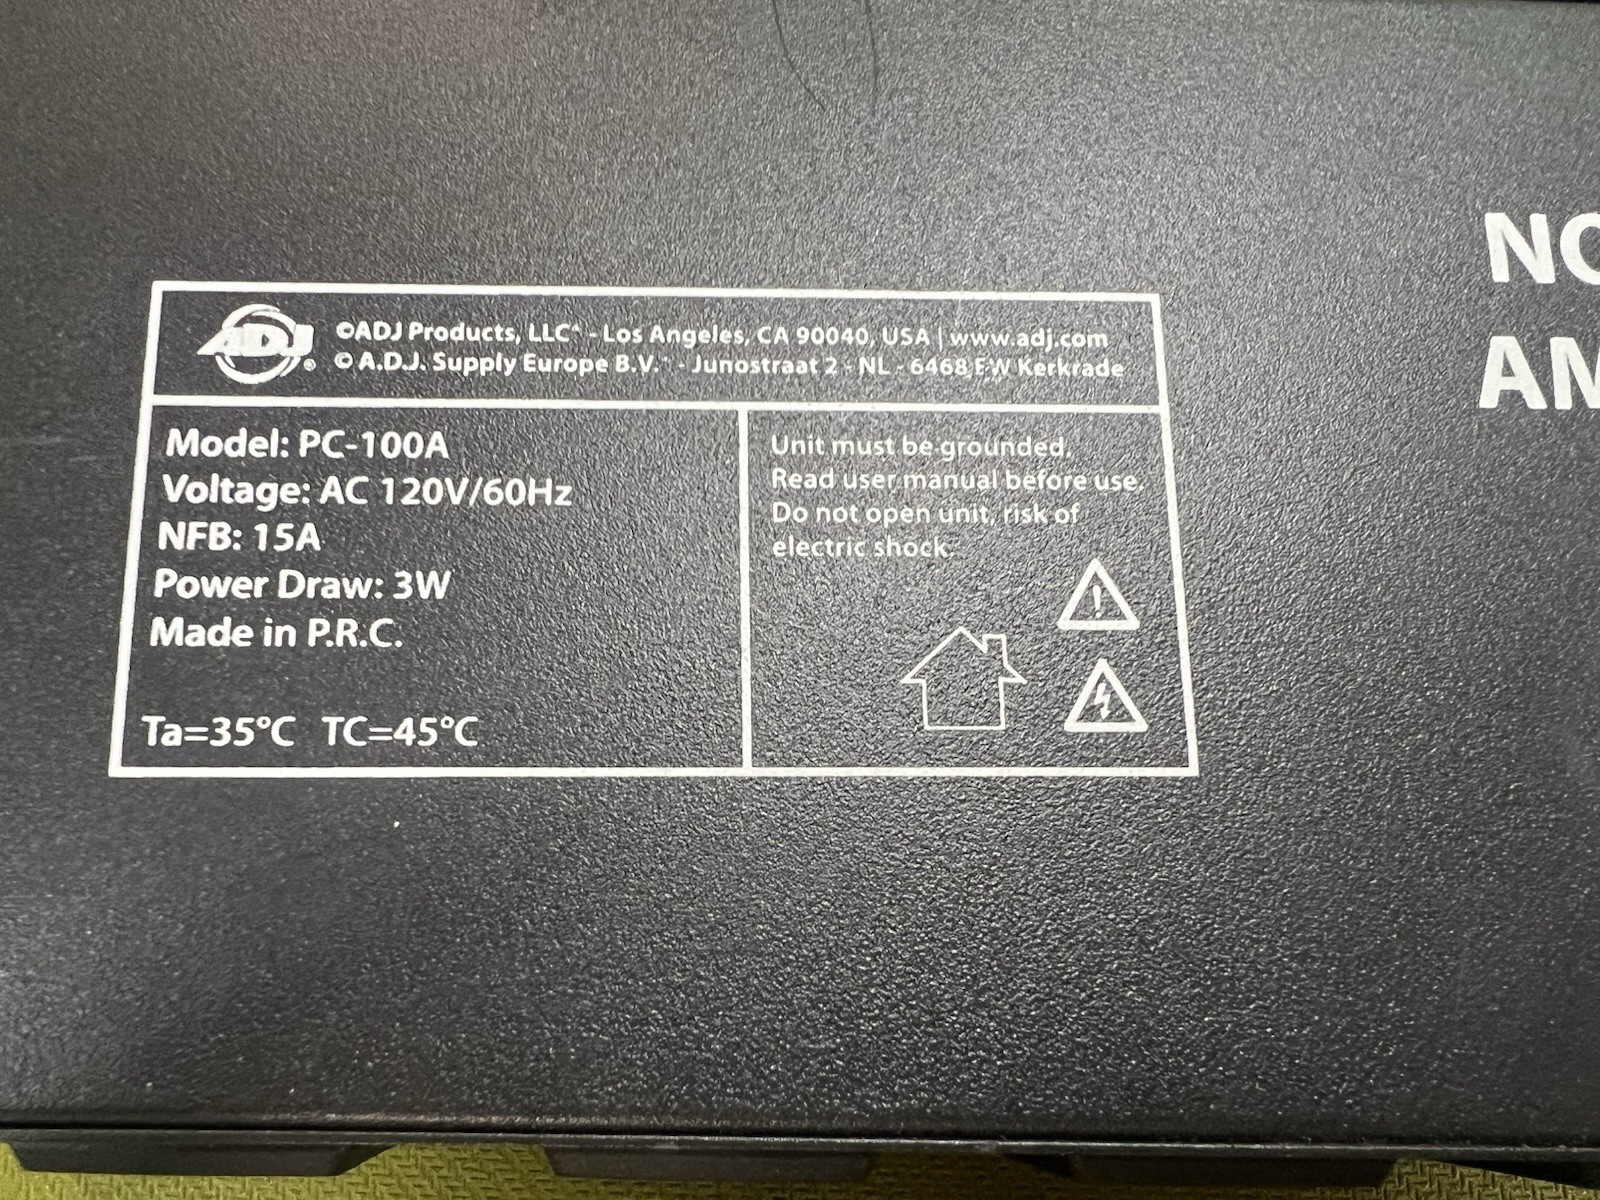 ADJ®
©ADJ Products, LLC - Los Angeles, CA 90040, USA | www.adj.com
©A.D.J. Supply Europe B.V. - Junostraat 2 - NL - 6468 EW Kerkrade
Model: PC-100A
Voltage: AC 120V/60Hz
NFB: 15A
Power Draw: 3W
Made in P.R.C.
Ta=35°C TC=45°C
Unit must be grounded.
Read user manual before use.
Do not open unit, risk of
electric shock.
NO
AM